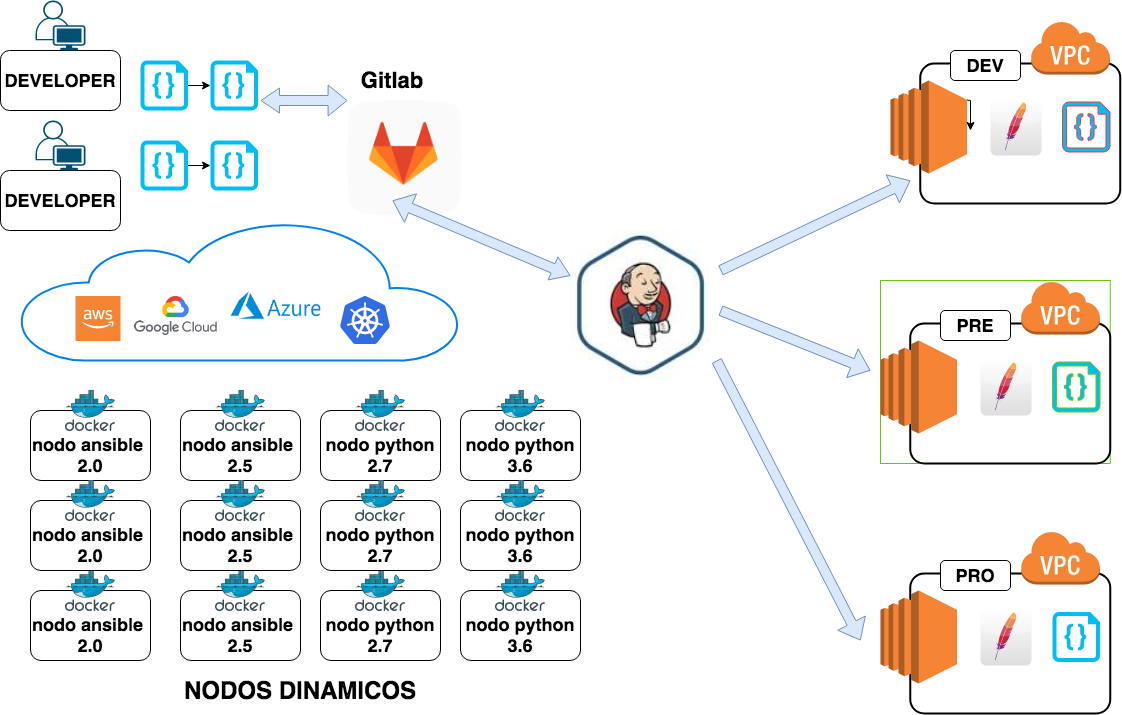 DEVELOPER
{}
{}
Gitlab
DEVELOPER
{}
{}
aws
Google Cloud
Azure
VPC
DEV
{}
VPC
PRE
{}
VPC
PRO
{}
docker
nodo ansible
2.0
docker
nodo ansible
2.5
docker
nodo python
2.7
docker
nodo python
3.6
docker
nodo ansible
2.0
docker
nodo ansible
2.5
docker
nodo python
2.7
docker
nodo python
3.6
docker
nodo ansible
2.0
docker
nodo ansible
2.5
docker
nodo python
2.7
docker
nodo python
3.6
NODOS DINAMICOS